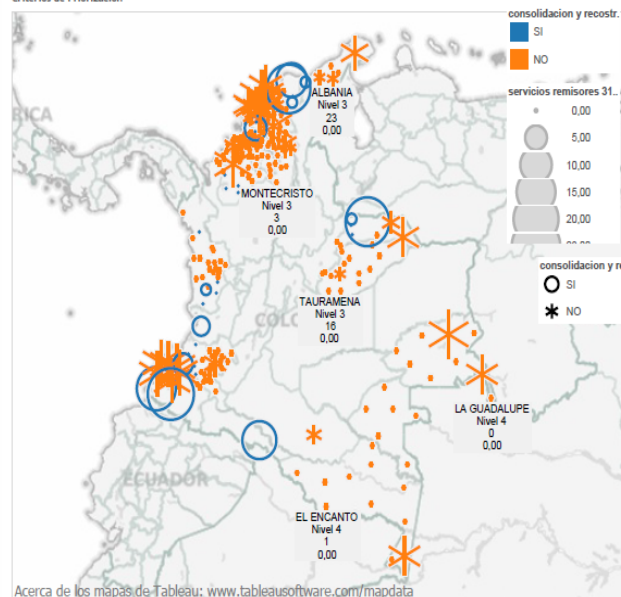 consolidacion y recostr.
SI
NO
servicios remisores 31..
0,00
5,00
10,00
15,00
20,00
consolidacion y re
SI
NO
ALBANIA
Nivel 3
23
0,00
MONTECRISTO
Nivel 3
3
0,00
TAURAMENA
Nivel 3
16
0,00
LA GUADALUPE
Nivel 4
0
0,00
ECUADOR
EL ENCANTO
Nivel 4
1
0,00
Acerca de los mapas de Tableau: www.tableausoftware.com/mapdata